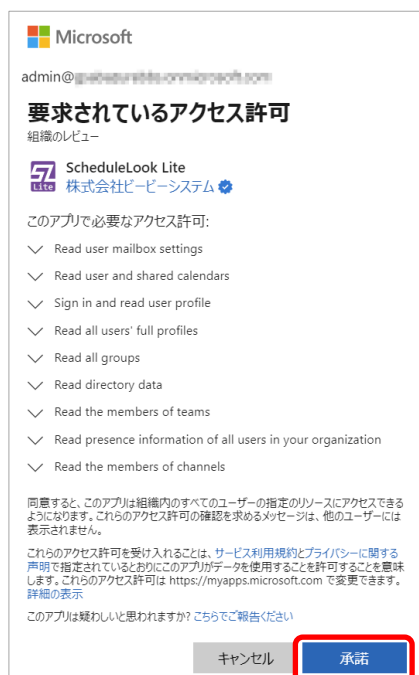 Microsoft
admin@
要求されているアクセス許可
組織のレビュー
SL
Lite
ScheduleLook Lite
株式会社ビービーシステム
このアプリで必要なアクセス許可:
Read user mailbox settings
Read user and shared calendars
Sign in and read user profile
Read all users' full profiles
Read all groups
Read directory data
Read the members of teams
Read presence information of all users in your organization
Read the members of channels
同意すると、このアプリは組織内のすべてのユーザーの指定のリソースにアクセスできる
ようになります。これらのアクセス許可の確認を求めるメッセージは、他のユーザーには
表示されません。
これらのアクセス許可を受け入れることは、サービス利用規約とプライバシーに関する
声明で指定されているとおりにこのアプリがデータを使用することを許可することを意味
します。これらのアクセス許可は https://myapps.microsoft.com で変更できます。
詳細の表示
このアプリは疑わしいと思われますか? こちらでご報告ください
キャンセル
承諾